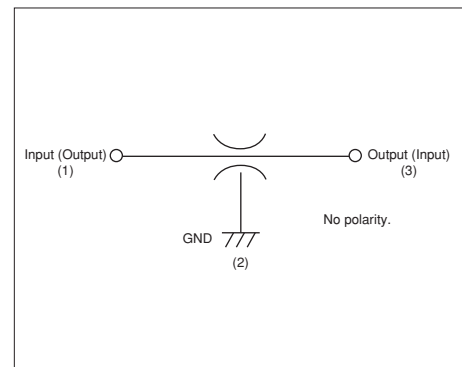 Input (Output)
(1)
Output (Input)
(3)
No polarity.
GND
(2)